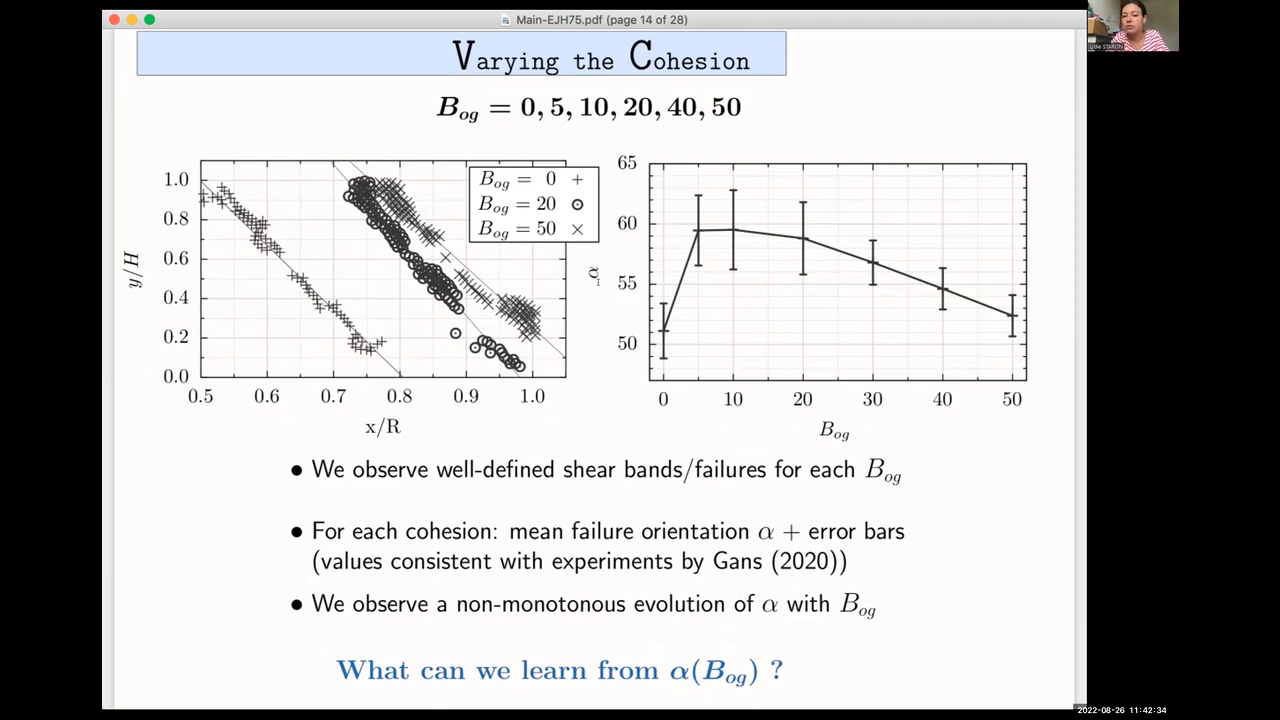 Main-EJH75.pdf (page 14 of 28)
Lydie STARON
Varying the Cohesion
B_og = 0, 5, 10, 20, 40, 50
y/H
1.0
0.8
0.6
0.4
0.2
0.0
0.5 0.6 0.7 0.8 0.9 1.0
x/R
B_og = 0 +
B_og = 20 ⊙
B_og = 50 ×
α
65
60
55
50
0 10 20 30 40 50
B_og
• We observe well-defined shear bands/failures for each B_og
• For each cohesion: mean failure orientation α + error bars
(values consistent with experiments by Gans (2020))
• We observe a non-monotonous evolution of α with B_og
What can we learn from α(B_og) ?
2022-08-26 11:42:34